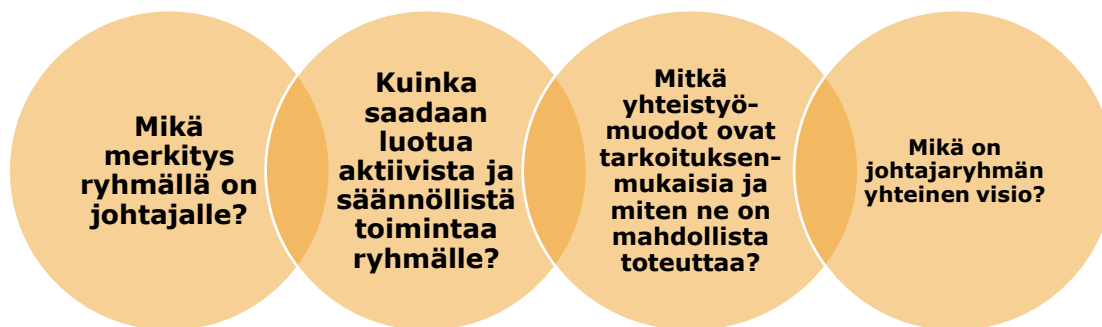 Mikä
merkitys
ryhmällä on
johtajalle?
Kuinka
saadaan
luotua
aktiivista ja
säännöllistä
toimintaa
ryhmälle?
Mitkä
yhteistyö-
muodot ovat
tarkoituksen-
mukaisia ja
miten ne on
mahdollista
toteuttaa?
Mikä on
johtajaryhmän
yhteinen visio?